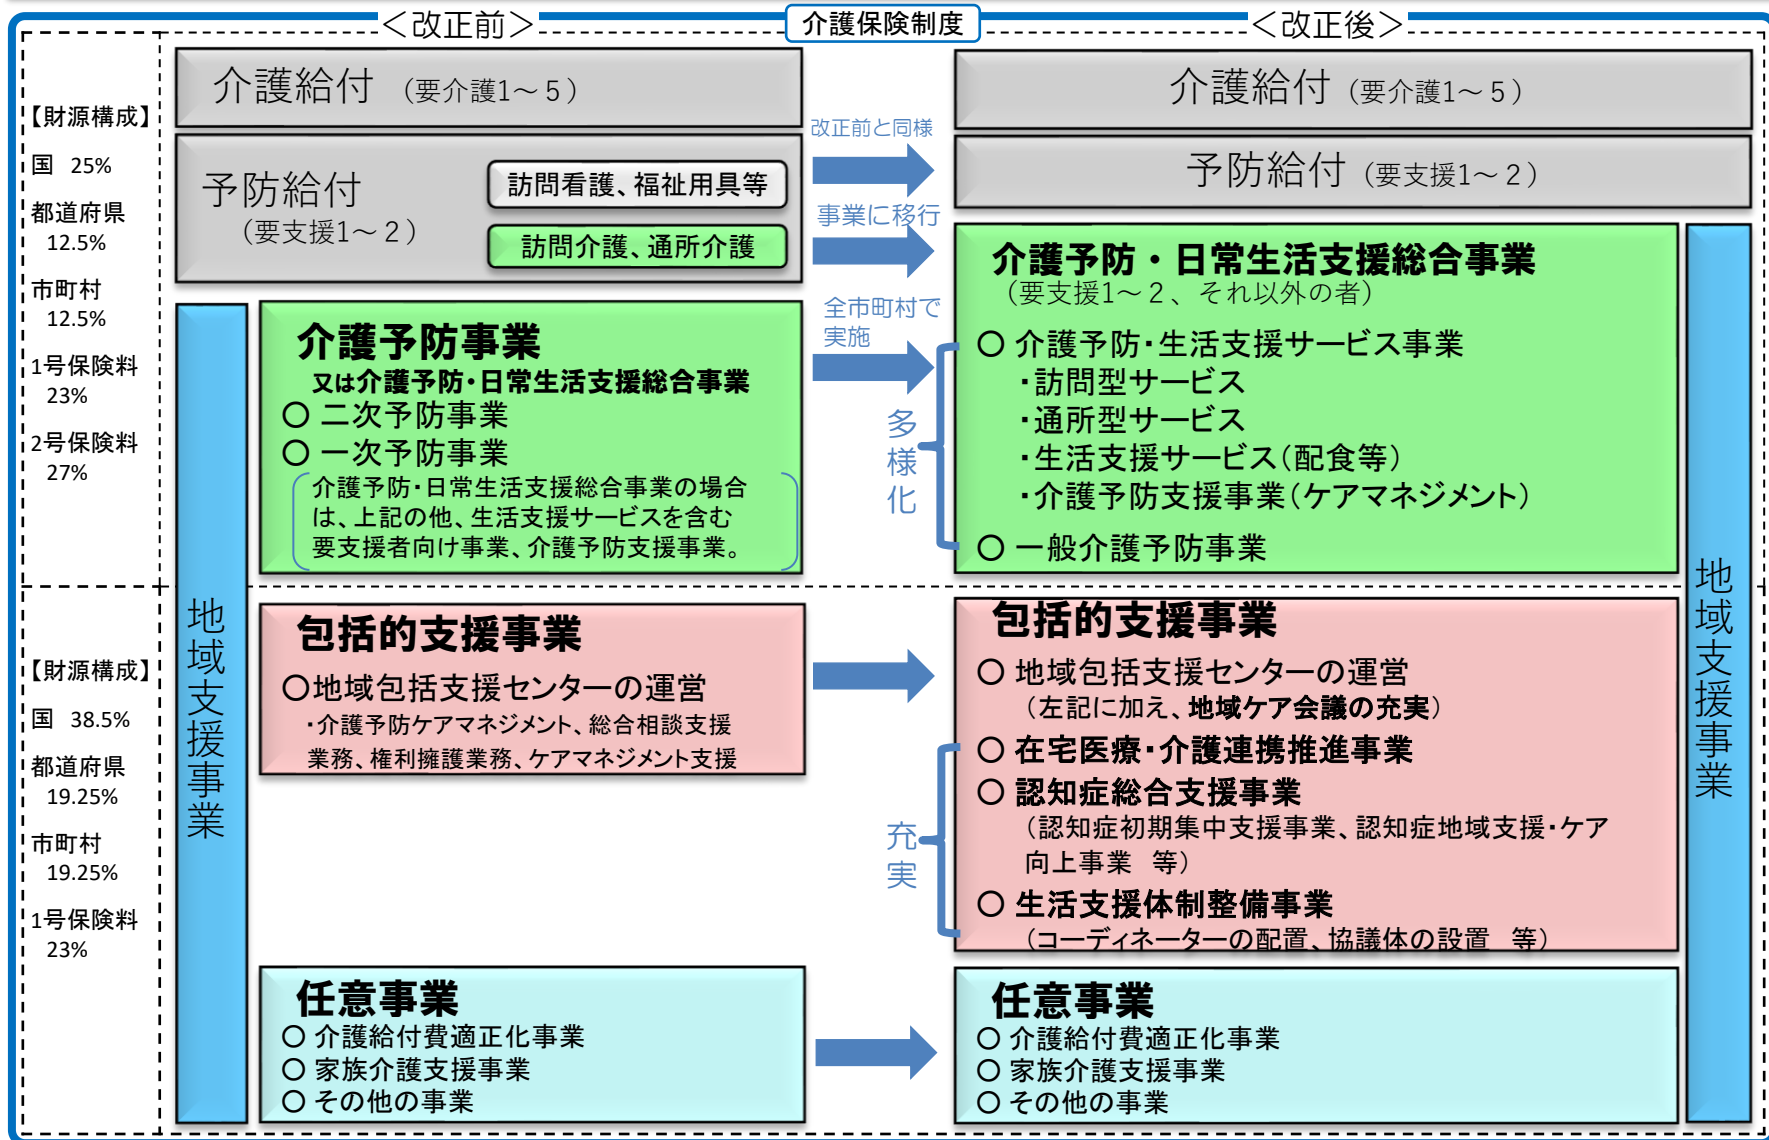 介護保険制度
＜改正前＞
＜改正後＞
【財源構成】
国 25%
都道府県
12.5%
市町村
12.5%
1号保険料
23%
2号保険料
27%
【財源構成】
国 38.5%
都道府県
19.25%
市町村
19.25%
1号保険料
23%
介護給付 （要介護1～５）
予防給付
（要支援1～２）
訪問看護、福祉用具等
訪問介護、通所介護
地域支援事業
介護予防事業
又は介護予防・日常生活支援総合事業
○ 二次予防事業
○ 一次予防事業
介護予防・日常生活支援総合事業の場合
は、上記の他、生活支援サービスを含む
要支援者向け事業、介護予防支援事業。
包括的支援事業
○地域包括支援センターの運営
・介護予防ケアマネジメント、総合相談支援
業務、権利擁護業務、ケアマネジメント支援
任意事業
○ 介護給付費適正化事業
○ 家族介護支援事業
○ その他の事業
改正前と同様
事業に移行
全市町村で
実施
多様化
充実
介護給付（要介護1～５）
予防給付（要支援1～２）
介護予防・日常生活支援総合事業
（要支援1～２、それ以外の者）
○ 介護予防・生活支援サービス事業
・訪問型サービス
・通所型サービス
・生活支援サービス（配食等）
・介護予防支援事業（ケアマネジメント）
○ 一般介護予防事業
包括的支援事業
○ 地域包括支援センターの運営
（左記に加え、地域ケア会議の充実）
○ 在宅医療・介護連携推進事業
○ 認知症総合支援事業
（認知症初期集中支援事業、認知症地域支援・ケア
向上事業 等）
○ 生活支援体制整備事業
（コーディネーターの配置、協議体の設置 等）
任意事業
○ 介護給付費適正化事業
○ 家族介護支援事業
○ その他の事業
地域支援事業